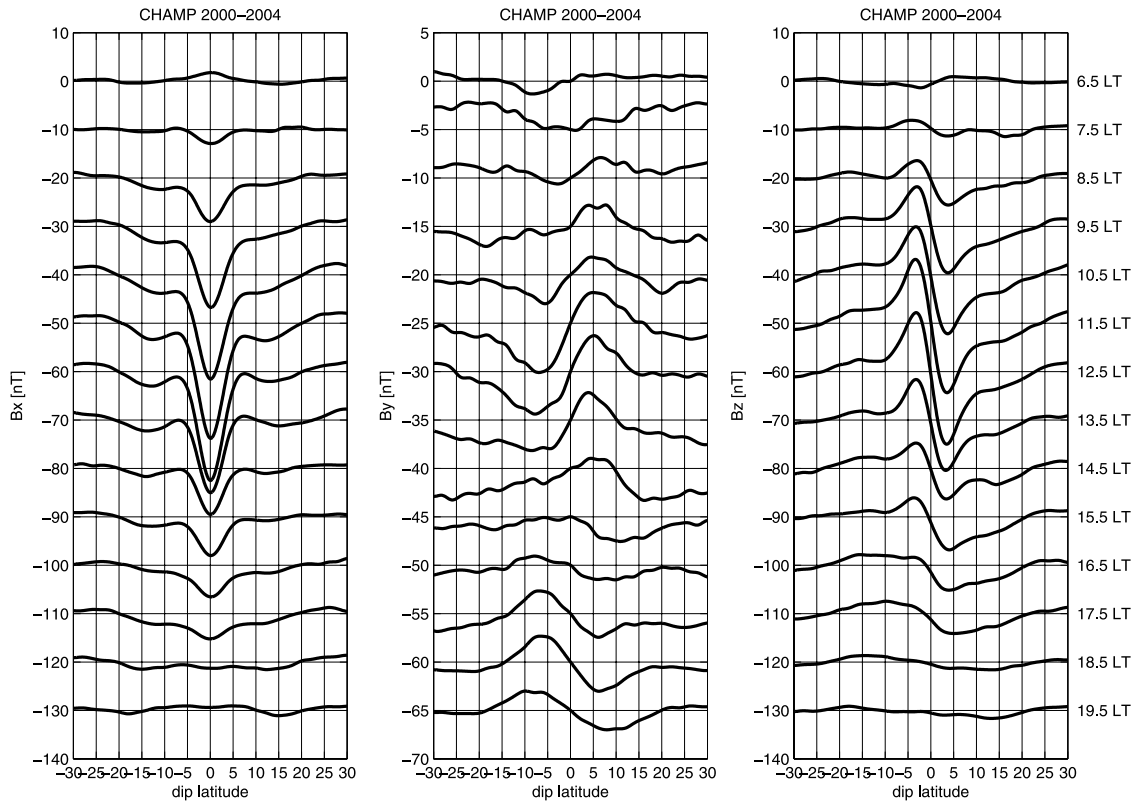 CHAMP 2000–2004 CHAMP 2000–2004 CHAMP 2000–2004
10 5 10
0 0 0 6.5 LT
−10 −5 −10 7.5 LT
−20 −10 −20 8.5 LT
−30 −15 −30 9.5 LT
−40 −20 −40 10.5 LT
−50 −25 −50 11.5 LT
−60 −30 −60 12.5 LT
Bx [nT] By [nT] Bz [nT]
−70 −35 −70 13.5 LT
−80 −40 −80 14.5 LT
−90 −45 −90 15.5 LT
−100 −50 −100 16.5 LT
−110 −55 −110 17.5 LT
−120 −60 −120 18.5 LT
−130 −65 −130 19.5 LT
−140 −70 −140
−30−25−20−15−10−5 0 5 10 15 20 25 30 −30−25−20−15−10−5 0 5 10 15 20 25 30 −30−25−20−15−10−5 0 5 10 15 20 25 30
dip latitude dip latitude dip latitude